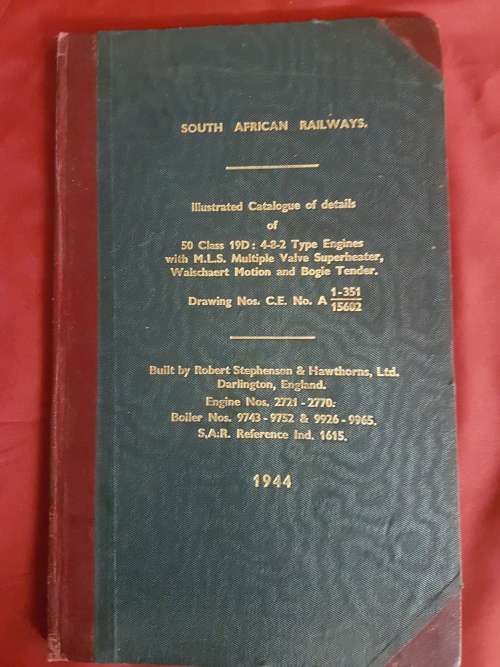 SOUTH AFRICAN RAILWAYS.
Illustrated Catalogue of details
of
50 Class 19D: 4-8-2 Type Engines
with M.L.S. Multiple Valve Superheater,
Walschaert Motion and Bogie Tender.
Drawing Nos. C.E. No. A 1-351/15602
Built by Robert Stephenson & Hawthorns, Ltd.
Darlington, England.
Engine Nos. 2721-2770.
Boiler Nos. 9743-9752 & 9926-9965.
S.A.R. Reference Ind. 1615.
1944